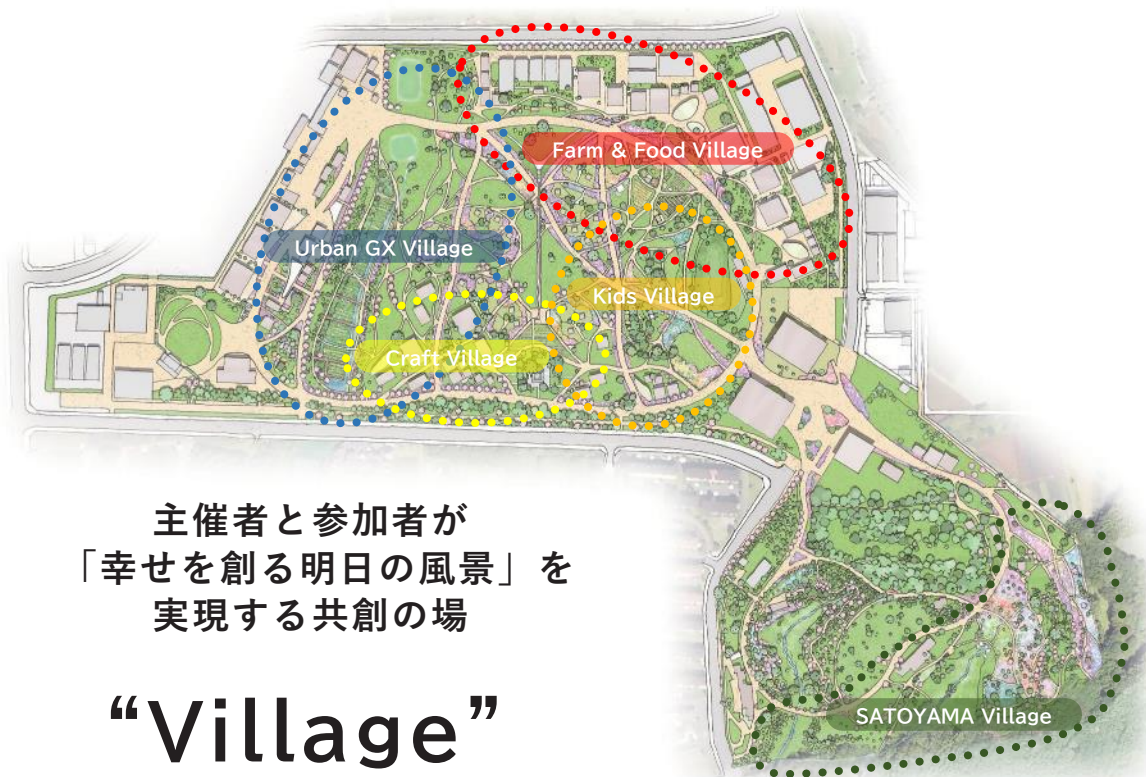 Farm & Food Village
Urban GX Village
Kids Village
Craft Village
主催者と参加者が
「幸せを創る明日の風景」を
実現する共創の場
“Village”
SATOYAMA Village